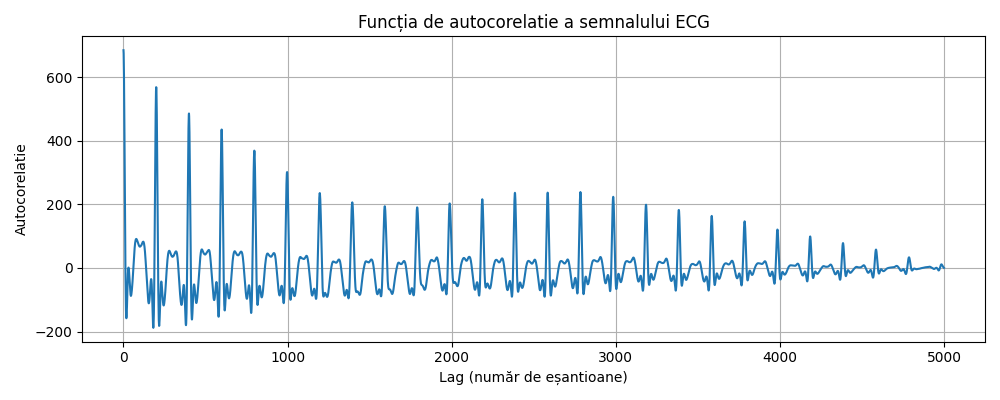 Funcția de autocorelatie a semnalului ECG
Autocorelatie
600
400
200
0
−200
0 1000 2000 3000 4000 5000
Lag (număr de eșantioane)